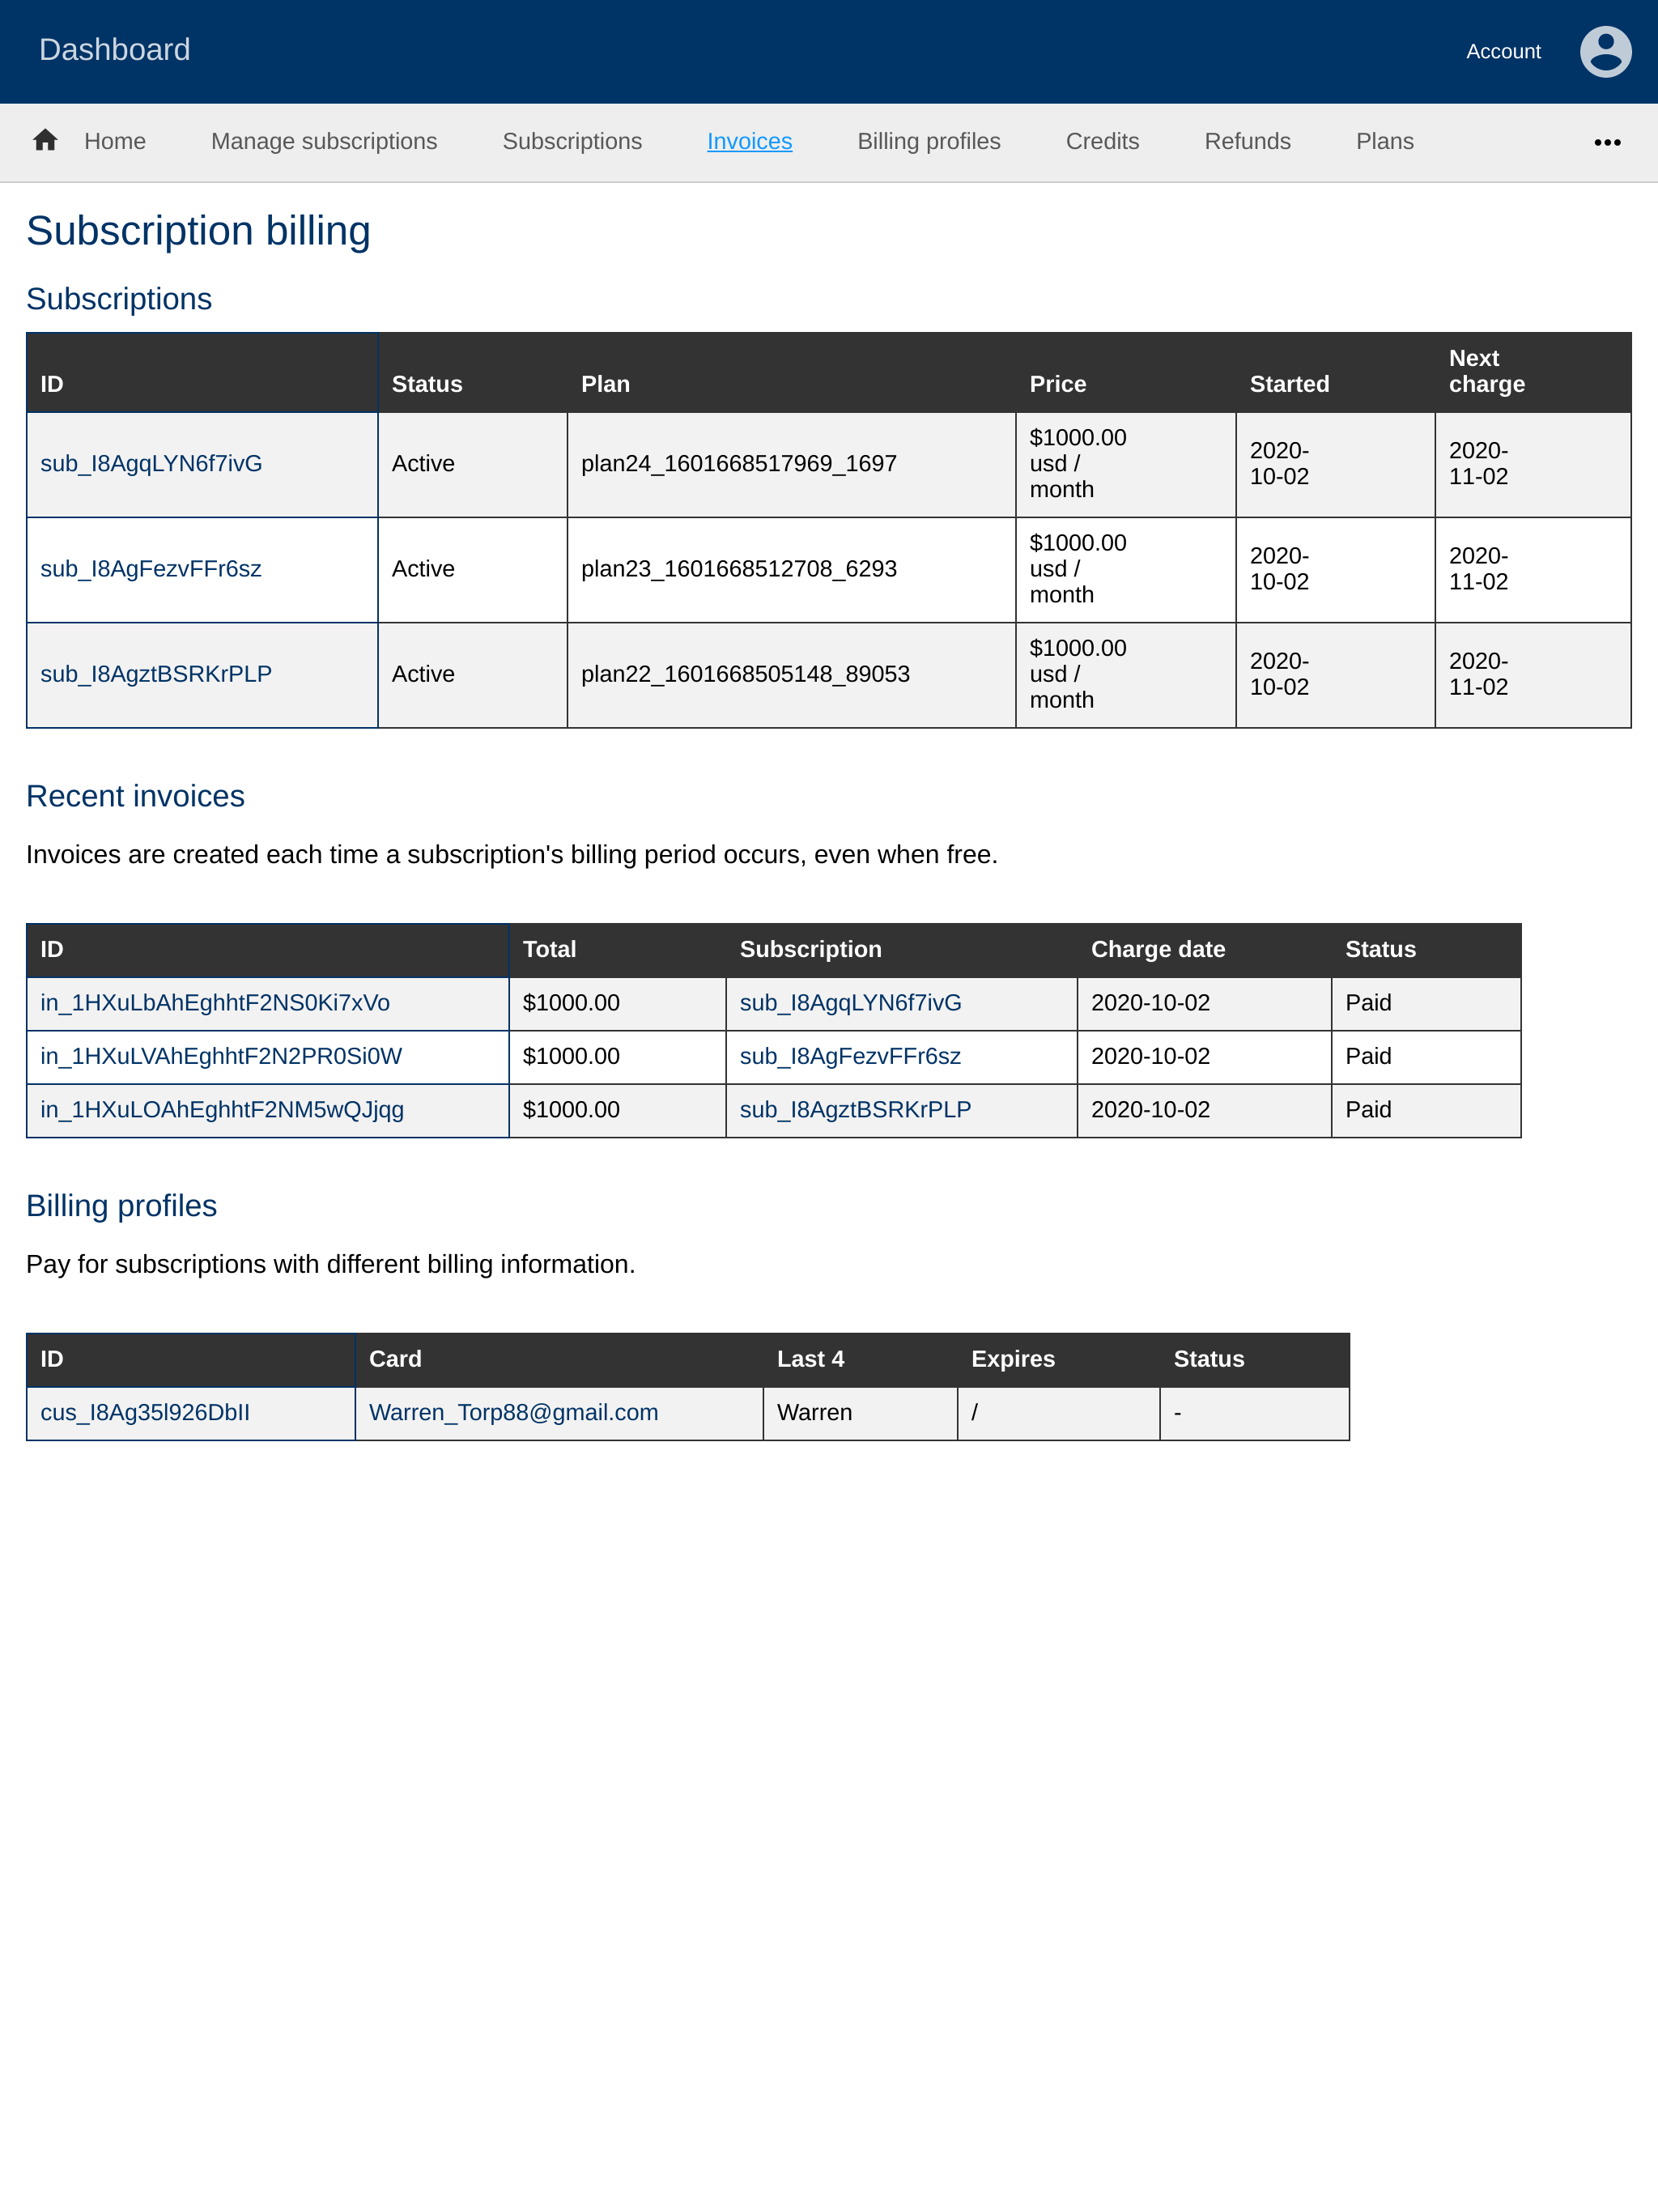 Dashboard
Account
Home Manage subscriptions Subscriptions Invoices Billing profiles Credits Refunds Plans
Subscription billing
Subscriptions
ID Status Plan Price Started Next charge
sub_I8AgqLYN6f7ivG Active plan24_1601668517969_1697 $1000.00 usd / month 2020-10-02 2020-11-02
sub_I8AgFezvFFr6sz Active plan23_1601668512708_6293 $1000.00 usd / month 2020-10-02 2020-11-02
sub_I8AgztBSRKrPLP Active plan22_1601668505148_89053 $1000.00 usd / month 2020-10-02 2020-11-02
Recent invoices
Invoices are created each time a subscription's billing period occurs, even when free.
ID Total Subscription Charge date Status
in_1HXuLbAhEghhtF2NS0Ki7xVo $1000.00 sub_I8AgqLYN6f7ivG 2020-10-02 Paid
in_1HXuLVAhEghhtF2N2PR0Si0W $1000.00 sub_I8AgFezvFFr6sz 2020-10-02 Paid
in_1HXuLOAhEghhtF2NM5wQJjqg $1000.00 sub_I8AgztBSRKrPLP 2020-10-02 Paid
Billing profiles
Pay for subscriptions with different billing information.
ID Card Last 4 Expires Status
cus_I8Ag35l926DbII Warren_Torp88@gmail.com Warren / -